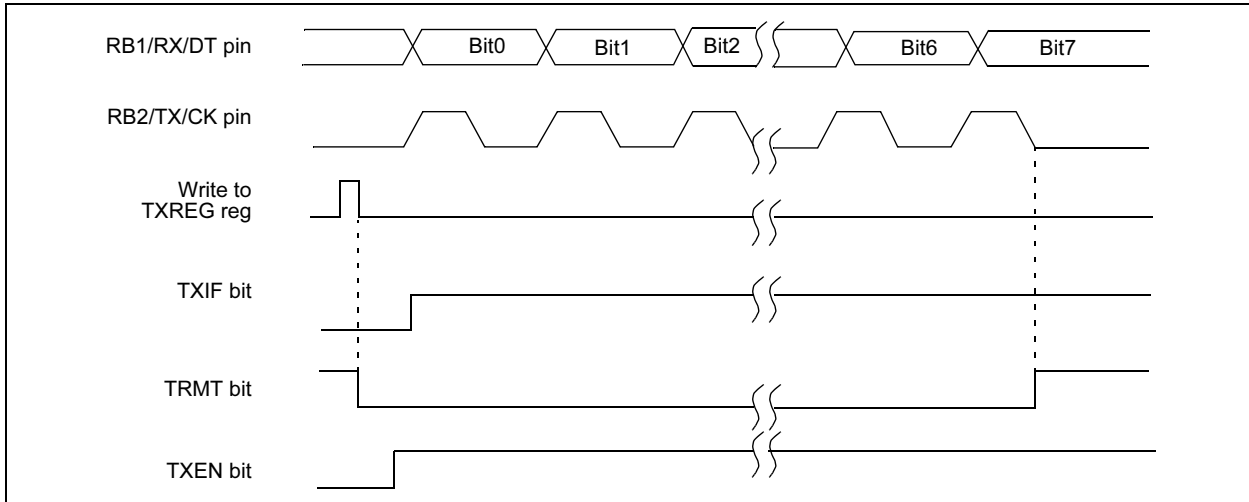 RB1/RX/DT pin
Bit0 Bit1 Bit2 Bit6 Bit7
RB2/TX/CK pin
Write to
TXREG reg
TXIF bit
TRMT bit
TXEN bit